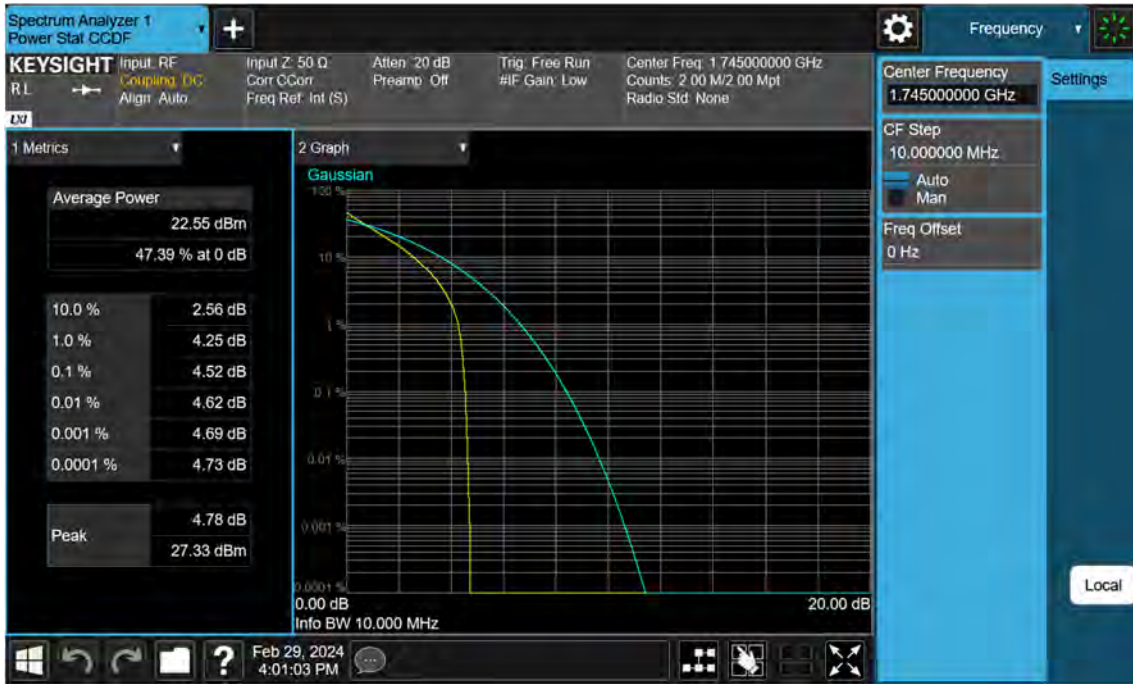 Spectrum Analyzer 1
Power Stat CCDF
+
Frequency
KEYSIGHT
R L
LXI
Input: RF
Coupling: DC
Align: Auto
Input Z: 50 Ω
Corr CCorr
Freq Ref: Int (S)
Atten: 20 dB
Preamp: Off
Trig: Free Run
#IF Gain: Low
Center Freq: 1.745000000 GHz
Counts: 2.00 M/2.00 Mpt
Radio Std: None
Center Frequency
1.745000000 GHz
Settings
CF Step
10.000000 MHz
Auto
Man
Freq Offset
0 Hz
1 Metrics
Average Power
22.55 dBm
47.39 % at 0 dB
10.0 % 2.56 dB
1.0 % 4.25 dB
0.1 % 4.52 dB
0.01 % 4.62 dB
0.001 % 4.69 dB
0.0001 % 4.73 dB
Peak
4.78 dB
27.33 dBm
2 Graph
Gaussian
100 %
10 %
1 %
0.1 %
0.01 %
0.001 %
0.0001 %
0.00 dB 20.00 dB
Info BW 10.000 MHz
Local
?
Feb 29, 2024
4:01:03 PM